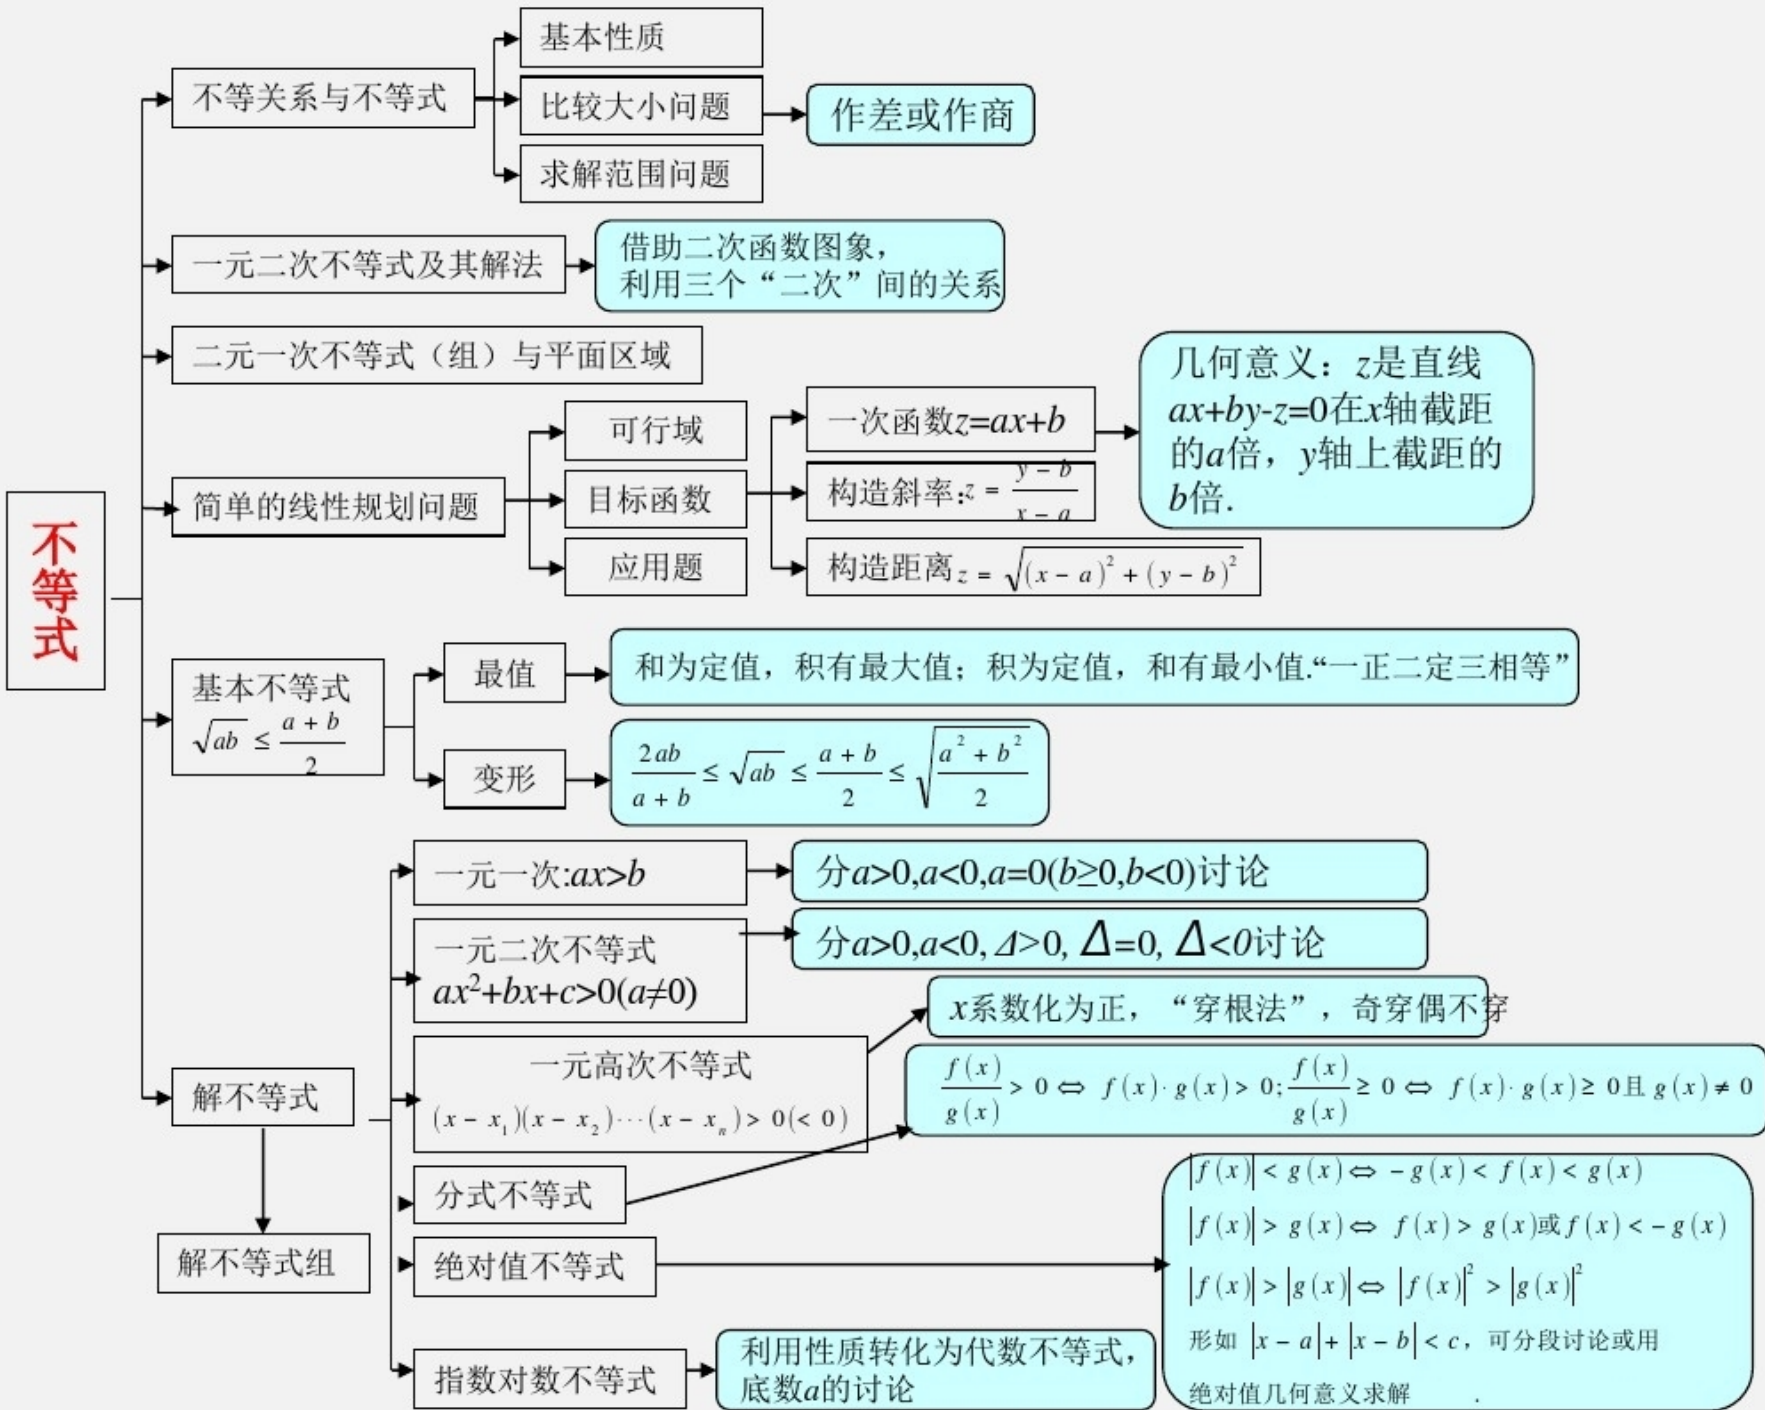 不等式
不等关系与不等式
基本性质
比较大小问题
作差或作商
求解范围问题
一元二次不等式及其解法
借助二次函数图象，
利用三个“二次”间的关系
二元一次不等式（组）与平面区域
简单的线性规划问题
可行域
目标函数
一次函数z=ax+b
几何意义：z是直线
ax+by-z=0在x轴截距
的a倍，y轴上截距的
b倍.
构造斜率:z = (y − b)/(x − a)
构造距离z = √((x − a)² + (y − b)²)
应用题
基本不等式
√ab ≤ (a + b)/2
最值
和为定值，积有最大值；积为定值，和有最小值.“一正二定三相等”
变形
2ab/(a + b) ≤ √ab ≤ (a + b)/2 ≤ √((a² + b²)/2)
解不等式
解不等式组
一元一次:ax>b
分a>0,a<0,a=0(b≥0,b<0)讨论
一元二次不等式
ax²+bx+c>0(a≠0)
分a>0,a<0, Δ>0, Δ=0, Δ<0讨论
一元高次不等式
(x − x₁)(x − x₂)···(x − xₙ) > 0(< 0)
x系数化为正，“穿根法”，奇穿偶不穿
分式不等式
f(x)/g(x) > 0 ⇔ f(x)·g(x) > 0; f(x)/g(x) ≥ 0 ⇔ f(x)·g(x) ≥ 0且g(x) ≠ 0
绝对值不等式
|f(x)| < g(x) ⇔ −g(x) < f(x) < g(x)
|f(x)| > g(x) ⇔ f(x) > g(x)或f(x) < −g(x)
|f(x)| > |g(x)| ⇔ |f(x)|² > |g(x)|²
形如 |x − a| + |x − b| < c，可分段讨论或用
绝对值几何意义求解 .
指数对数不等式
利用性质转化为代数不等式，
底数a的讨论